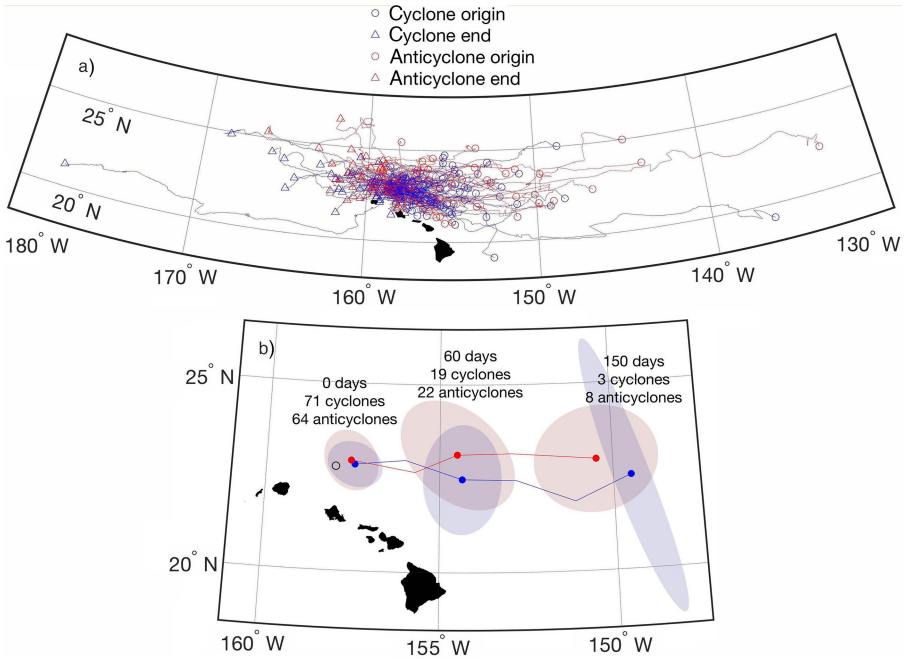 Cyclone origin
Cyclone end
Anticyclone origin
Anticyclone end
a)
25° N
20° N
180° W
170° W
160° W
150° W
140° W
130° W
b)
0 days
71 cyclones
64 anticyclones
60 days
19 cyclones
22 anticyclones
150 days
3 cyclones
8 anticyclones
25° N
20° N
160° W
155° W
150° W